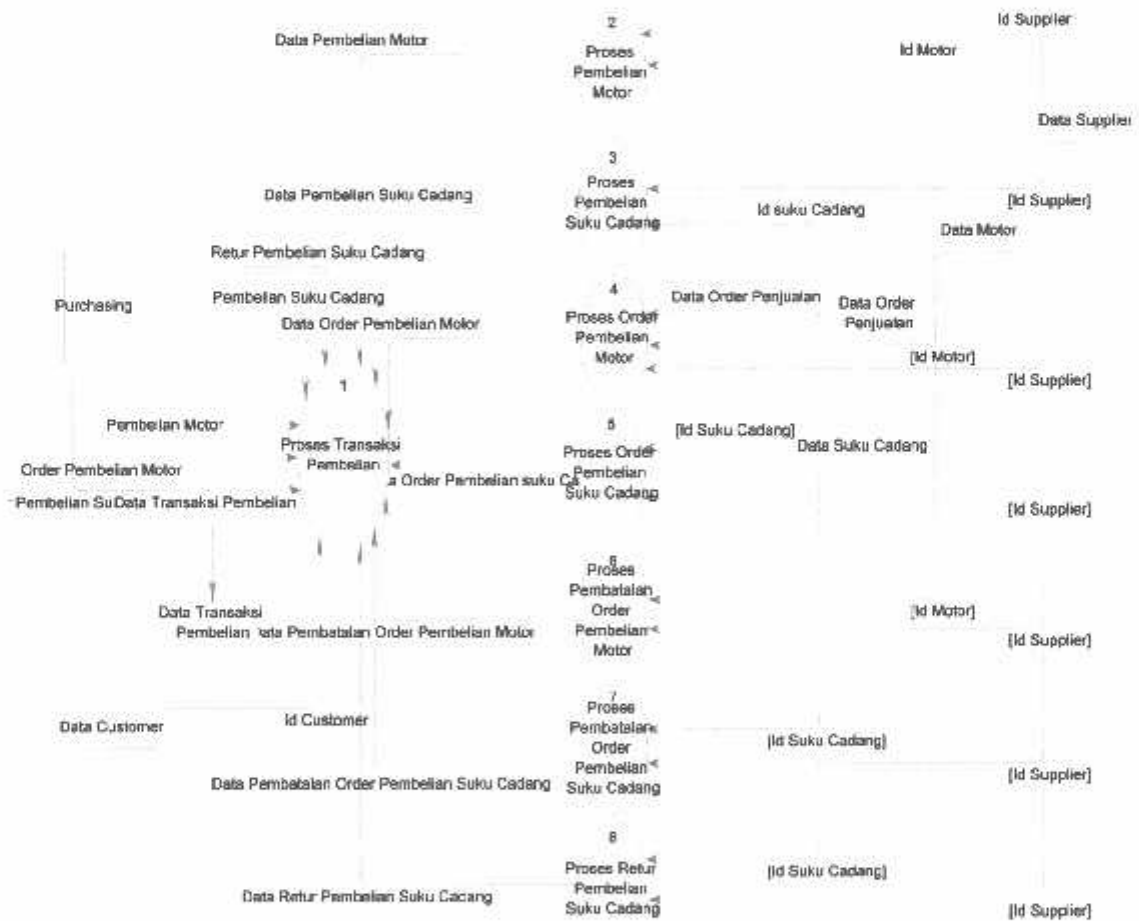 2
Id Supplier
Data Pembelian Motor
Id Motor
Proses
Pembelian
Motor
Data Supplier
3
Proses
Pembelian
Suku Cadang
Data Pembelian Suku Cadang
[Id Supplier]
Id suku Cadang
Data Motor
Retur Pembelian Suku Cadang
4
Purchasing
Pembelian Suku Cadang
Data Order Penjualan
Data Order
Penjualan
Data Order Pembelian Motor
Proses Order
Pembelian
Motor
[Id Motor]
[Id Supplier]
1
Pembelian Motor
5
[Id Suku Cadang]
Data Suku Cadang
Proses Transaksi
Pembelian
Proses Order
Pembelian
Suku Cadang
Order Pembelian Motor
a Order Pembelian suku Ca
Pembelian Su
Data Transaksi Pembelian
[Id Supplier]
6
Proses
Pembatalan
Order
Pembelian
Motor
Data Transaksi
Pembelian
ata Pembatalan Order Pembelian Motor
[Id Motor]
[Id Supplier]
7
Proses
Pembatalan
Order
Pembelian
Suku Cadang
Data Customer
Id Customer
[Id Suku Cadang]
Data Pembatalan Order Pembelian Suku Cadang
[Id Supplier]
8
Proses Retur
Pembelian
Suku Cadang
[Id Suku Cadang]
Data Retur Pembelian Suku Cadang
[Id Supplier]